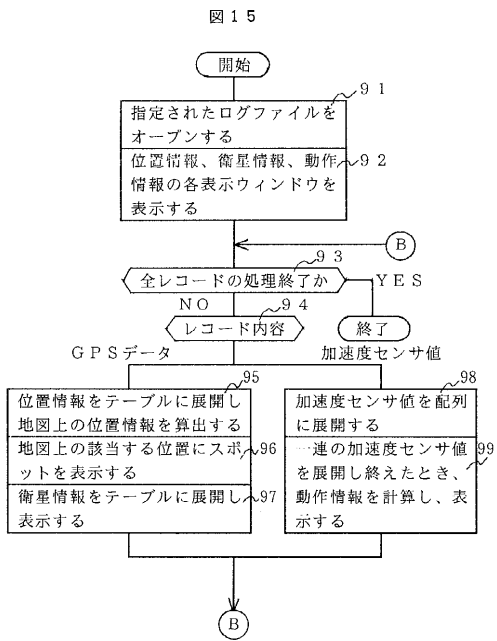 図１５
開始
９１
指定されたログファイルを
オープンする
位置情報、衛星情報、動作
９２
情報の各表示ウィンドウを
表示する
B
９３
全レコードの処理終了か
ＹＥＳ
ＮＯ
９４
レコード内容
終了
ＧＰＳデータ
加速度センサ値
95
位置情報をテーブルに展開し
地図上の位置情報を算出する
地図上の該当する位置にスポ
96
ットを表示する
衛星情報をテーブルに展開し
97
表示する
98
加速度センサ値を配列
に展開する
一連の加速度センサ値
99
を展開し終えたとき、
動作情報を計算し、表
示する
B